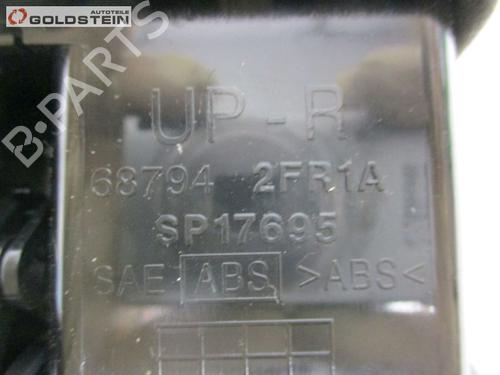 AUTOTEILE
GOLDSTEIN
B-PARTS
UP-R
68794 2FR1A
SP17695
SAE ABS >ABS<